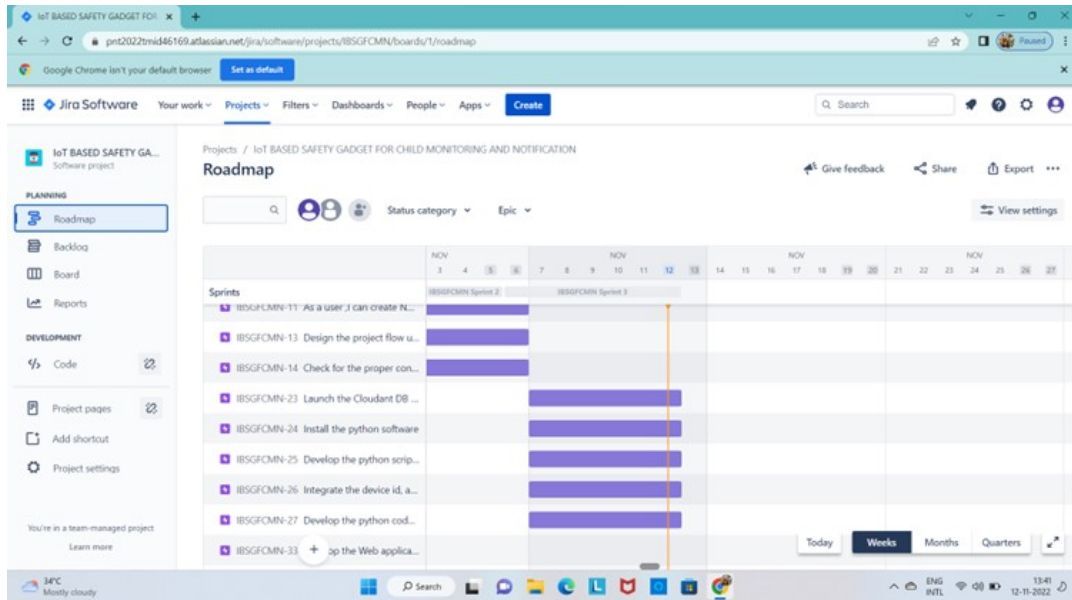 IoT BASED SAFETY GADGET FOR
pnt2022tmid46169.atlassian.net/jira/software/projects/IBSGFCMN/boards/1/roadmap
Paused
Google Chrome isn't your default browser Set as default
Jira Software Your work Projects Filters Dashboards People Apps Create Search
IoT BASED SAFETY GA...
Software project
Projects / IoT BASED SAFETY GADGET FOR CHILD MONITORING AND NOTIFICATION
Roadmap
Give feedback Share Export
PLANNING
Roadmap
Backlog
Board
Reports
DEVELOPMENT
Code
Project pages
Add shortcut
Project settings
You're in a team-managed project
Learn more
Status category Epic View settings
NOV NOV NOV NOV
3 4 5 6 7 8 9 10 11 12 13 14 15 16 17 18 19 20 21 22 23 24 25 26 27
Sprints IBSGFCMN Sprint 2 IBSGFCMN Sprint 3
IBSGFCMN-11 As a user ,I can create N...
IBSGFCMN-13 Design the project flow u...
IBSGFCMN-14 Check for the proper con...
IBSGFCMN-23 Launch the Cloudant DB ...
IBSGFCMN-24 Install the python software
IBSGFCMN-25 Develop the python scrip...
IBSGFCMN-26 Integrate the device id, a...
IBSGFCMN-27 Develop the python cod...
IBSGFCMN-33 op the Web applica...
Today Weeks Months Quarters
34°C
Mostly cloudy
Search
ENG
INTL
13:41
12-11-2022